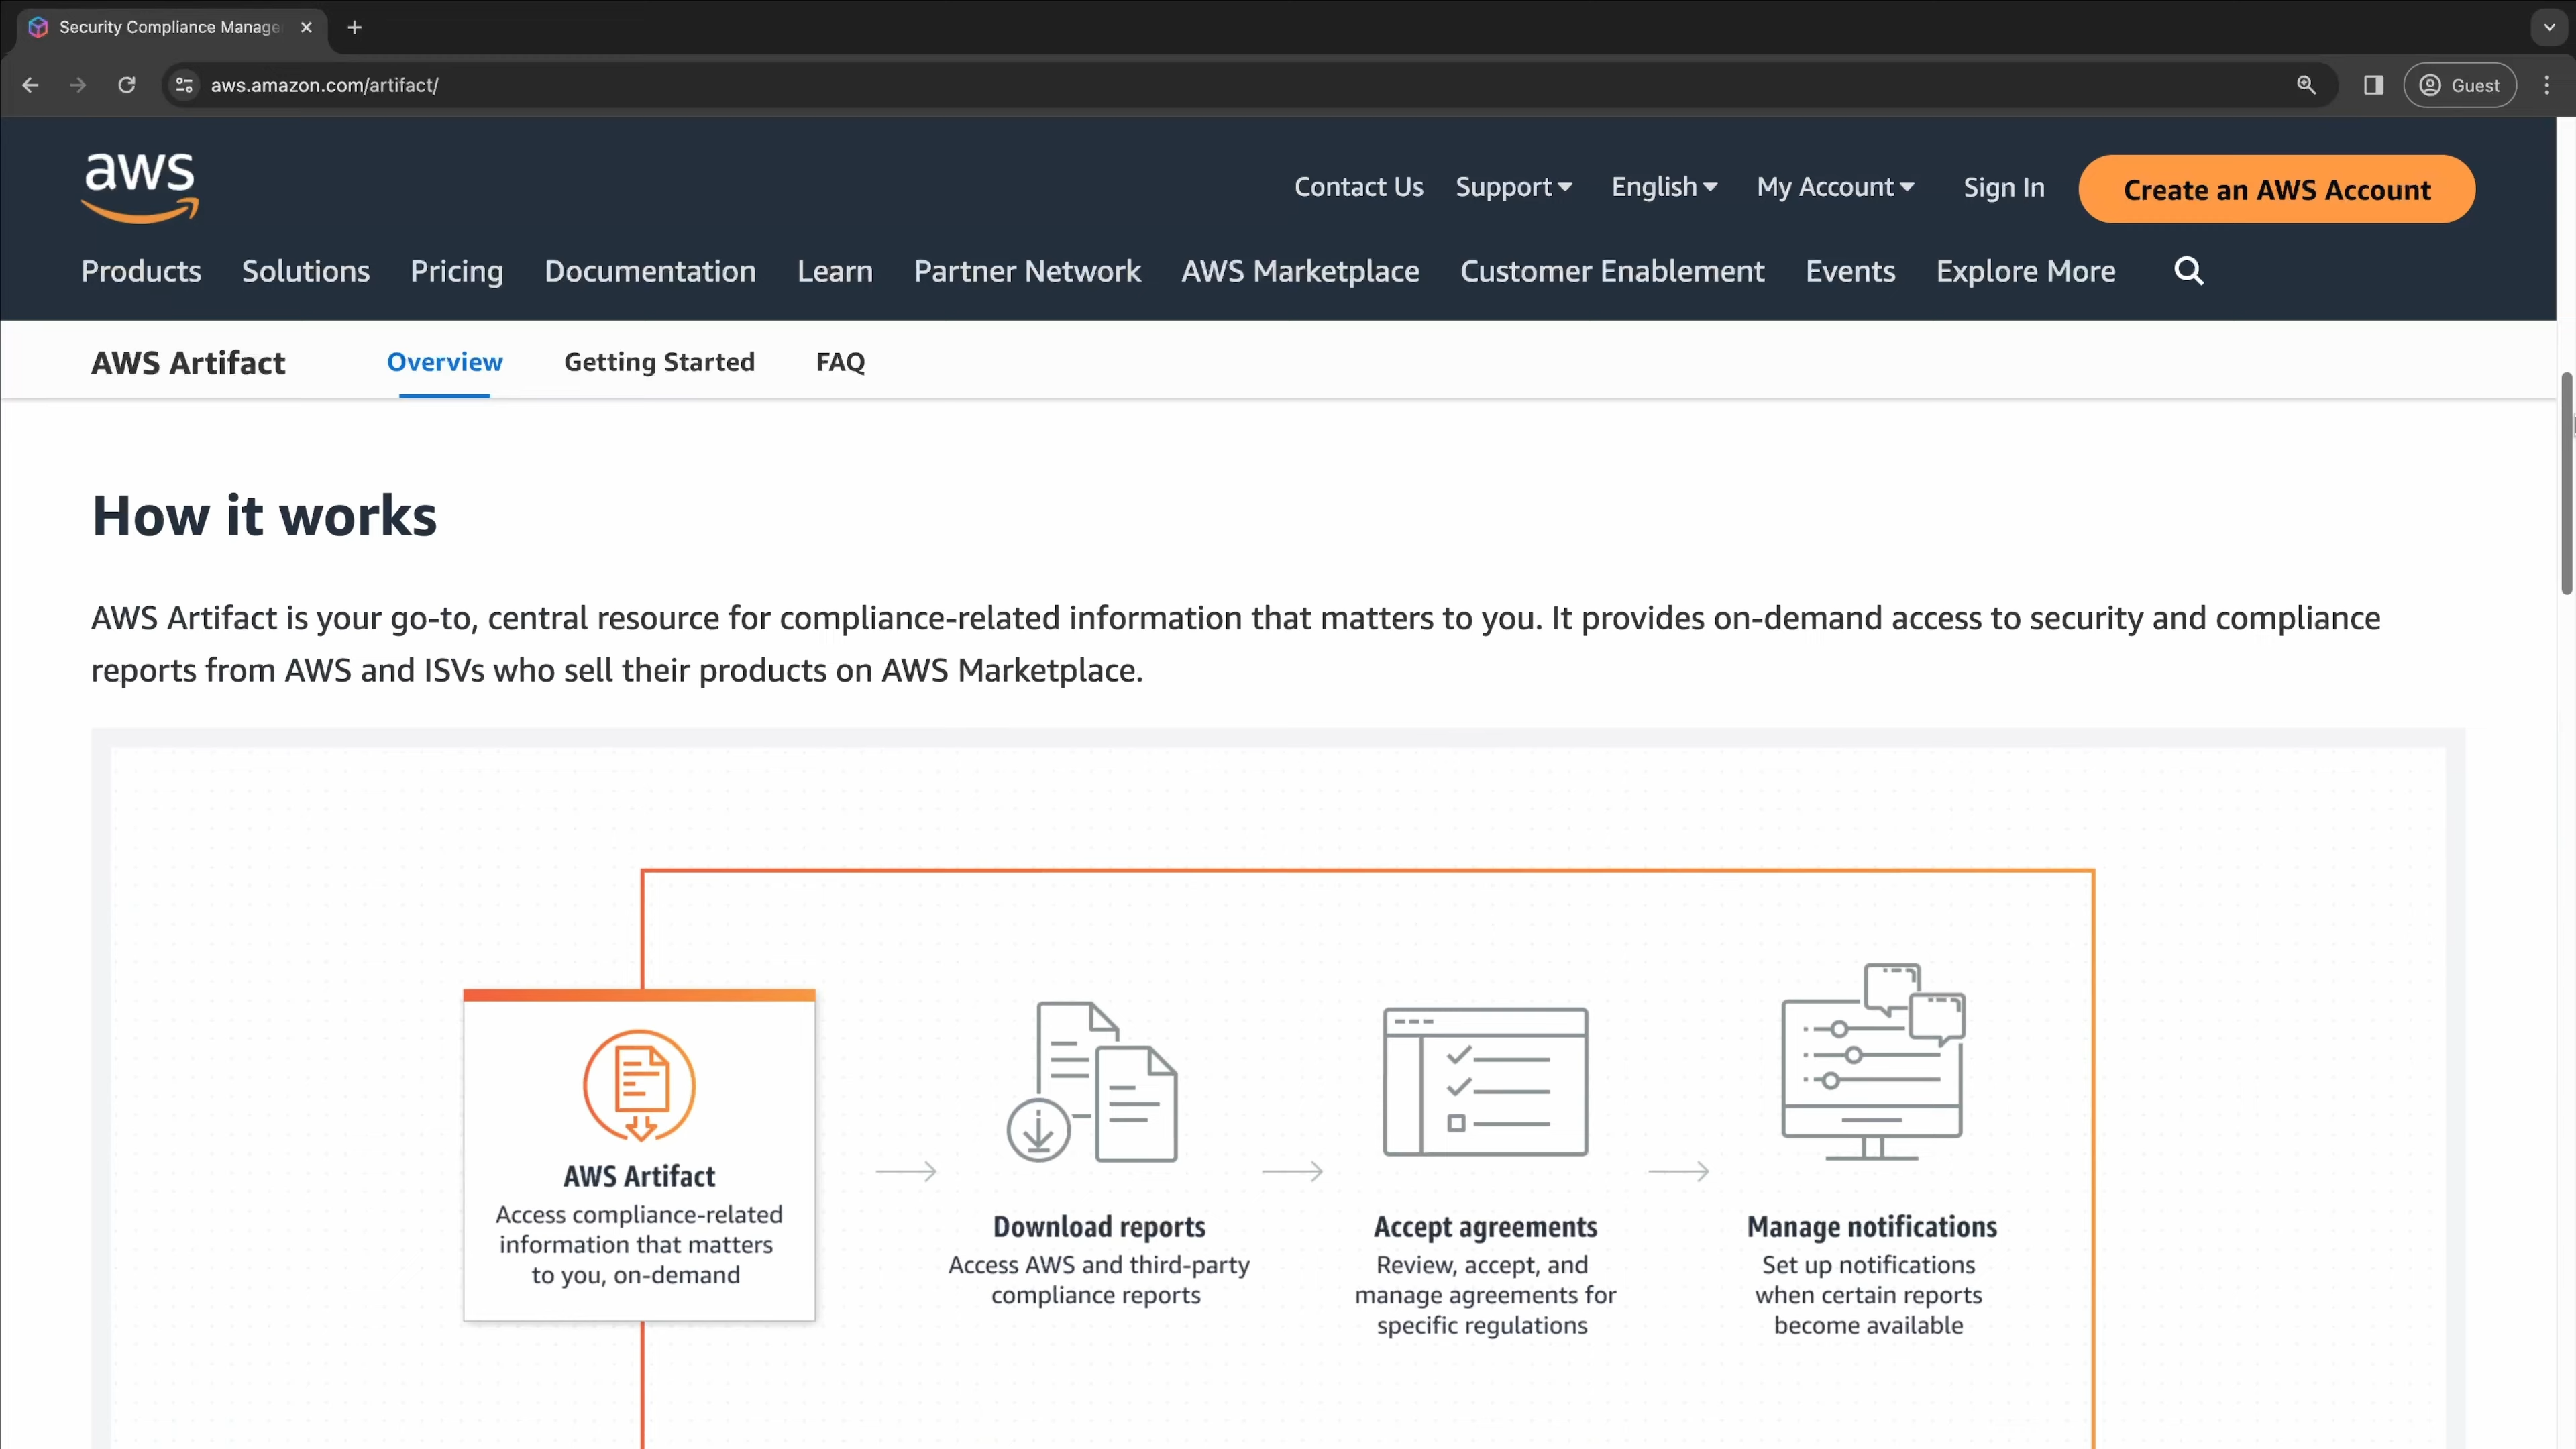 Security Compliance Manage
aws.amazon.com/artifact/
Guest
aws
Contact Us Support English My Account Sign In Create an AWS Account
Products Solutions Pricing Documentation Learn Partner Network AWS Marketplace Customer Enablement Events Explore More
AWS Artifact Overview Getting Started FAQ
How it works
AWS Artifact is your go-to, central resource for compliance-related information that matters to you. It provides on-demand access to security and compliance
reports from AWS and ISVs who sell their products on AWS Marketplace.
AWS Artifact
Access compliance-related
information that matters
to you, on-demand
Download reports
Access AWS and third-party
compliance reports
Accept agreements
Review, accept, and
manage agreements for
specific regulations
Manage notifications
Set up notifications
when certain reports
become available